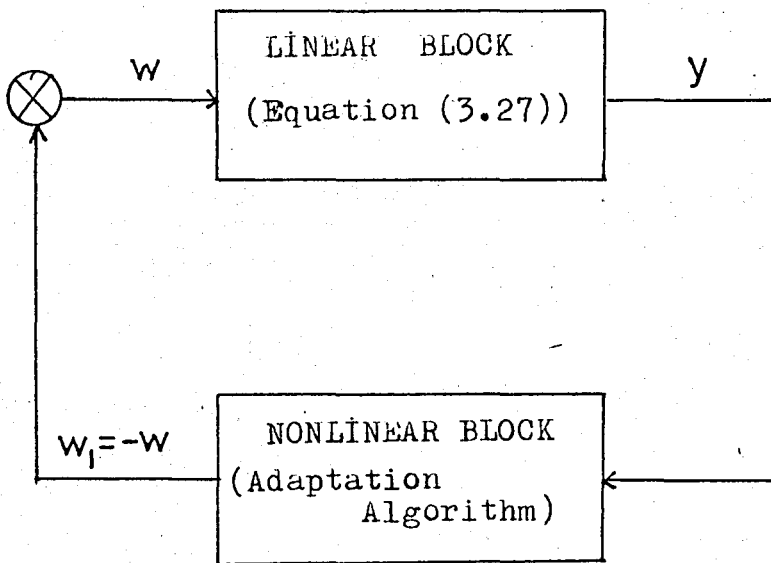 LİNEAR BLOCK
(Equation (3.27))
w
y
NONLİNEAR BLOCK
(Adaptation
Algorithm)
w₁=-w